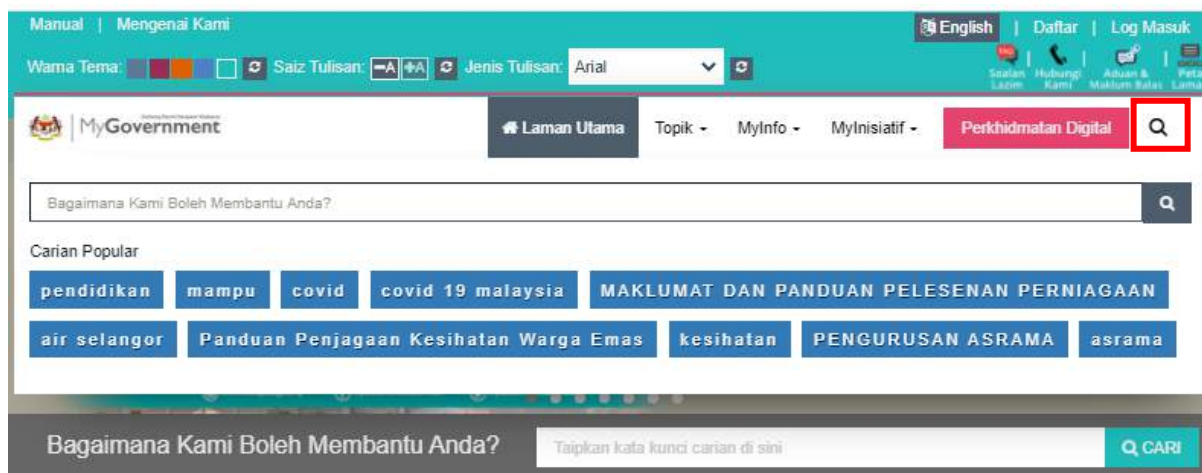 Manual | Mengenai Kami
English | Daftar | Log Masuk
Warna Tema: Saiz Tulisan: -A +A Jenis Tulisan: Arial
Soalan Lazim | Hubungi Kami | Aduan & Maklum Balas | Peta Lama
MyGovernment
Laman Utama Topik MyInfo MyInisiatif Perkhidmatan Digital
Bagaimana Kami Boleh Membantu Anda?
Carian Popular
pendidikan mampu covid covid 19 malaysia MAKLUMAT DAN PANDUAN PELESENAN PERNIAGAAN
air selangor Panduan Penjagaan Kesihatan Warga Emas kesihatan PENGURUSAN ASRAMA asrama
Bagaimana Kami Boleh Membantu Anda? Taipkan kata kunci carian di sini CARI